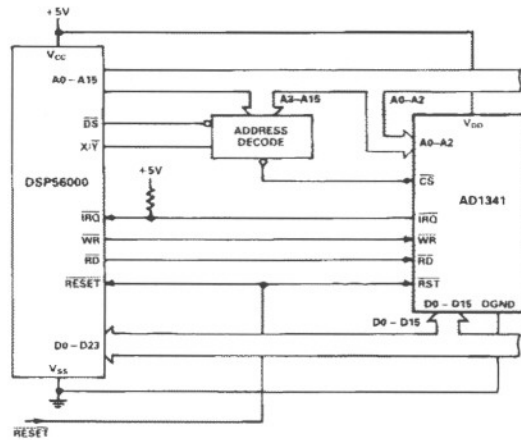 +5V
VCC
A0-A15
A3-A15
A0-A2
VDD
DS
X/Y
ADDRESS
DECODE
A0-A2
+5V
CS
DSP56000
AD1341
IRQ
IRQ
WR
WR
RD
RD
RESET
RST
D0-D15
DGND
D0-D15
D0-D23
VSS
RESET